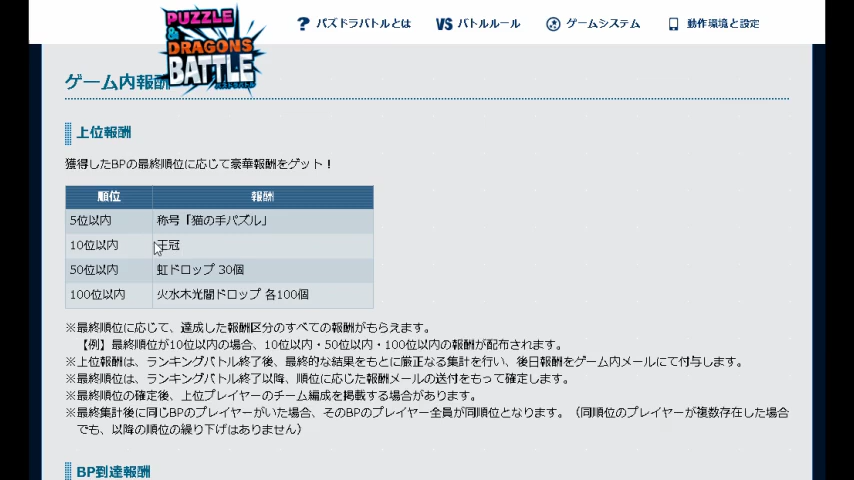 PUZZLE & DRAGONS BATTLE
パズドラバトルとは
VS バトルルール
ゲームシステム
動作環境と設定
ゲーム内報酬
上位報酬
獲得したBPの最終順位に応じて豪華報酬をゲット！
順位 報酬
5位以内 称号「猫の手パズル」
10位以内 王冠
50位以内 虹ドロップ 30個
100位以内 火水木光闇ドロップ 各100個
※最終順位に応じて、達成した報酬区分のすべての報酬がもらえます。
【例】最終順位が10位以内の場合、10位以内・50位以内・100位以内の報酬が配布されます。
※上位報酬は、ランキングバトル終了後、最終的な結果をもとに厳正なる集計を行い、後日報酬をゲーム内メールにて付与します。
※最終順位は、ランキングバトル終了以降、順位に応じた報酬メールの送付をもって確定します。
※最終順位の確定後、上位プレイヤーのチーム編成を掲載する場合があります。
※最終集計後に同じBPのプレイヤーがいた場合、そのBPのプレイヤー全員が同順位となります。（同順位のプレイヤーが複数存在した場合
でも、以降の順位の繰り下げはありません）
BP到達報酬